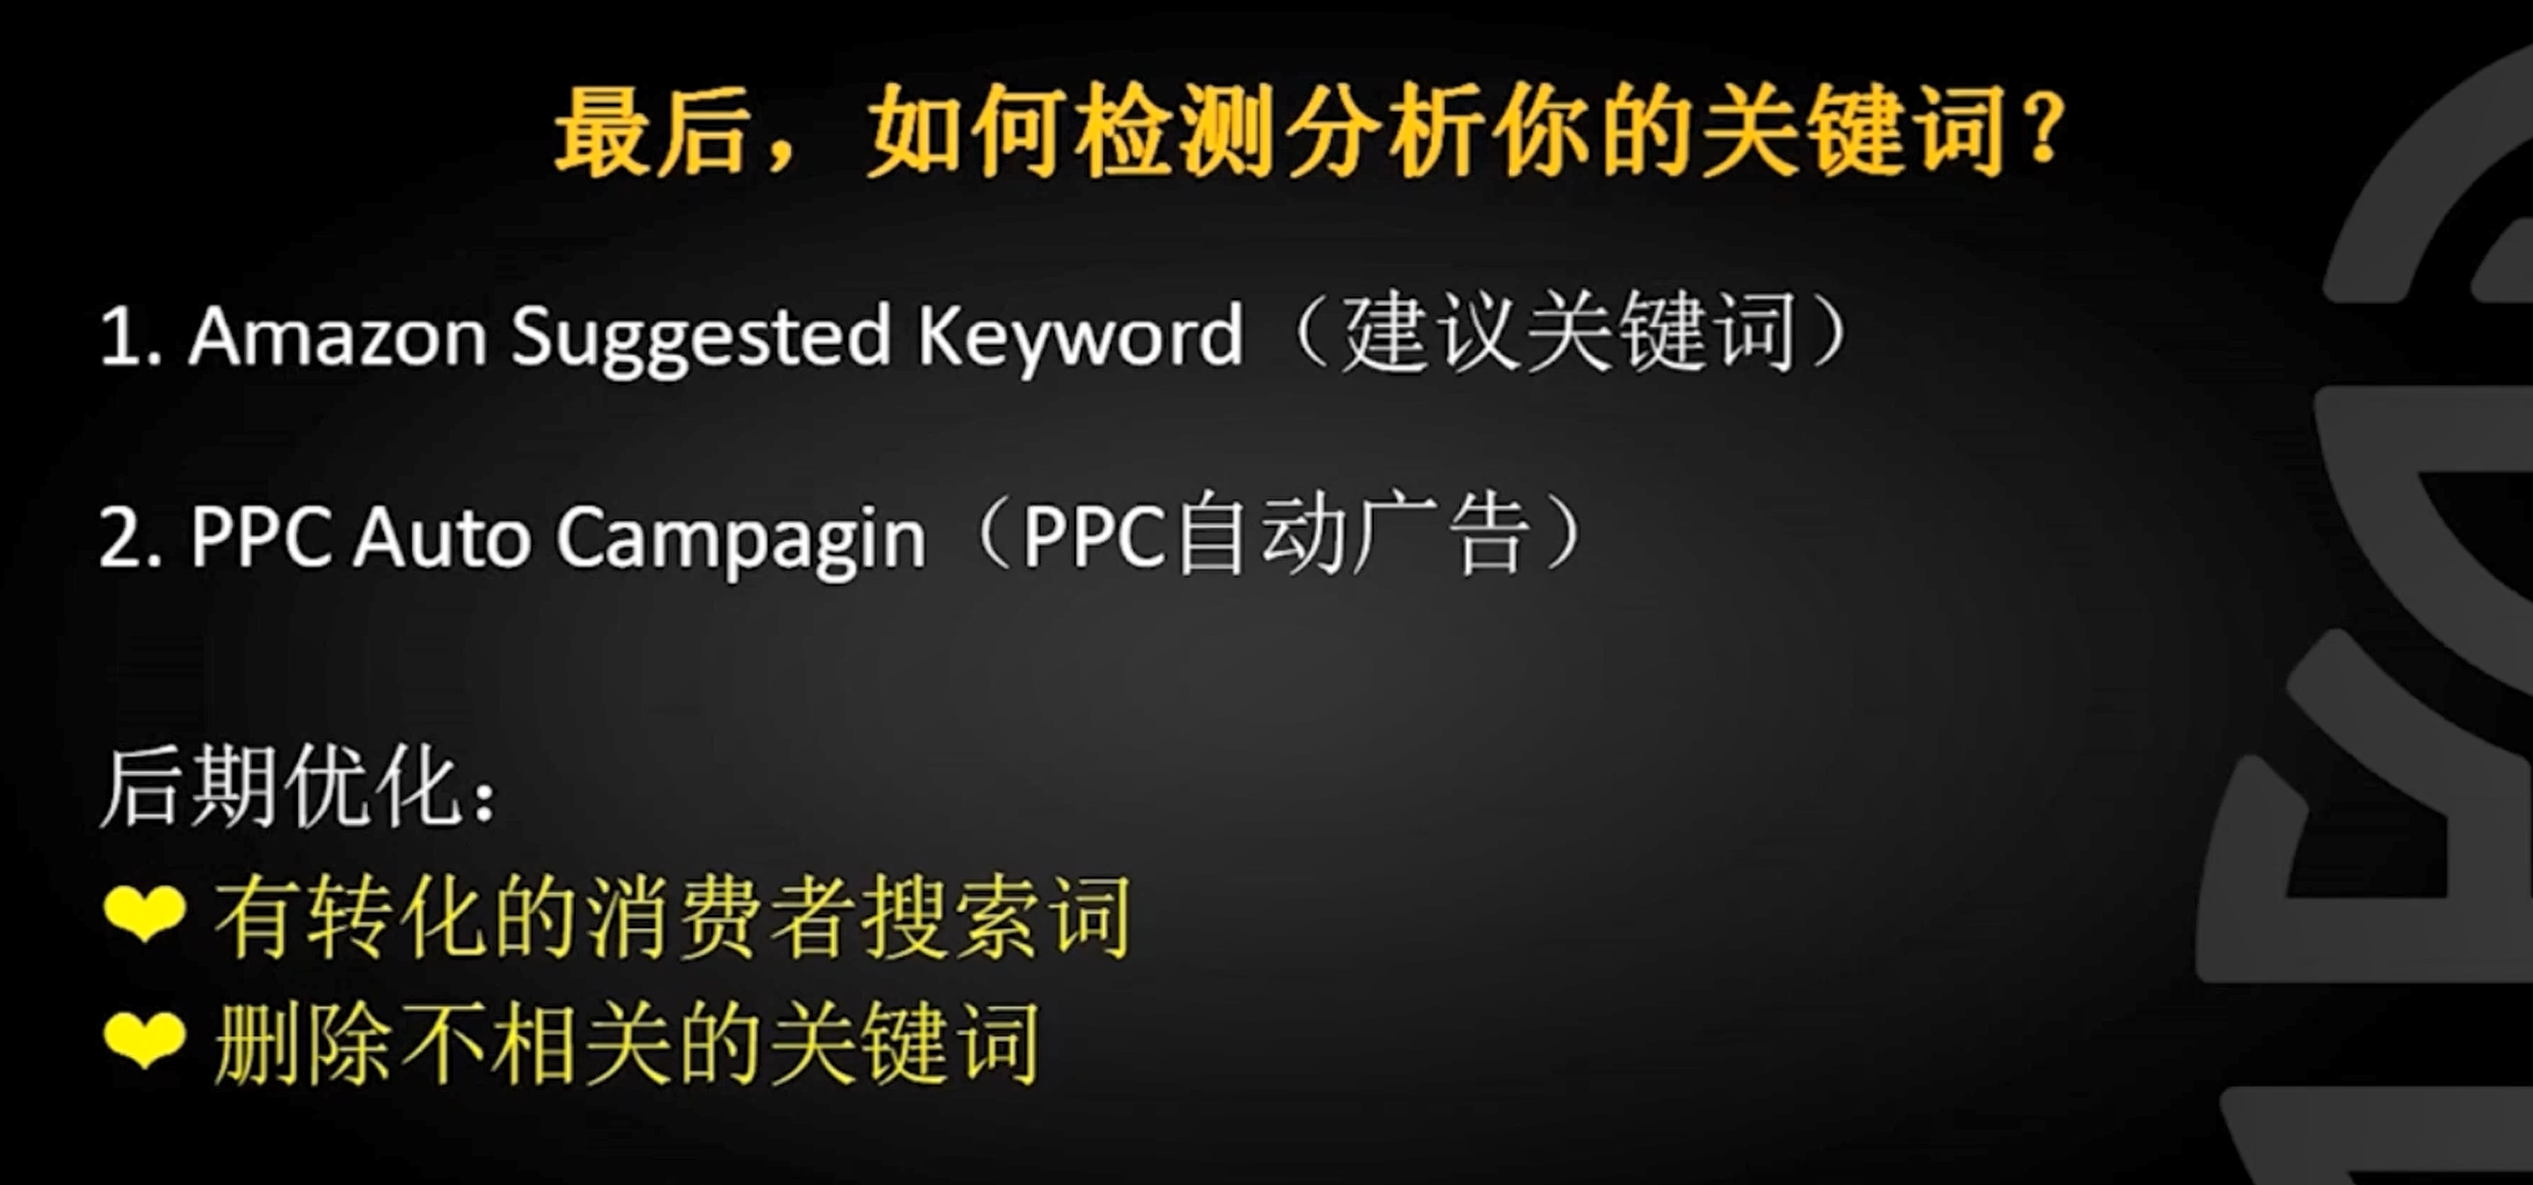 最后，如何检测分析你的关键词？
1. Amazon Suggested Keyword（建议关键词）
2. PPC Auto Campagin（PPC自动广告）
后期优化：
❤ 有转化的消费者搜索词
❤ 删除不相关的关键词